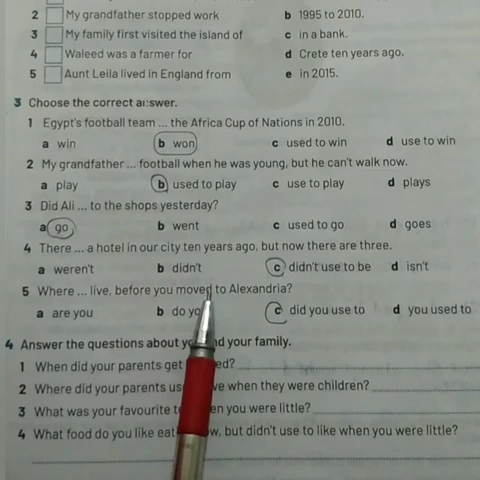 2 My grandfather stopped work b 1995 to 2010.
3 My family first visited the island of c in a bank.
4 Waleed was a farmer for d Crete ten years ago.
5 Aunt Leila lived in England from e in 2015.
3 Choose the correct answer.
1 Egypt's football team ... the Africa Cup of Nations in 2010.
a win b won c used to win d use to win
2 My grandfather ... football when he was young, but he can't walk now.
a play b used to play c use to play d plays
3 Did Ali ... to the shops yesterday?
a go b went c used to go d goes
4 There ... a hotel in our city ten years ago, but now there are three.
a weren't b didn't c didn't use to be d isn't
5 Where ... live, before you moved to Alexandria?
a are you b do yo c did you use to d you used to
4 Answer the questions about nd your family.
1 When did your parents get ed?
2 Where did your parents us ve when they were children?
3 What was your favourite t en you were little?
4 What food do you like eat w, but didn't use to like when you were little?